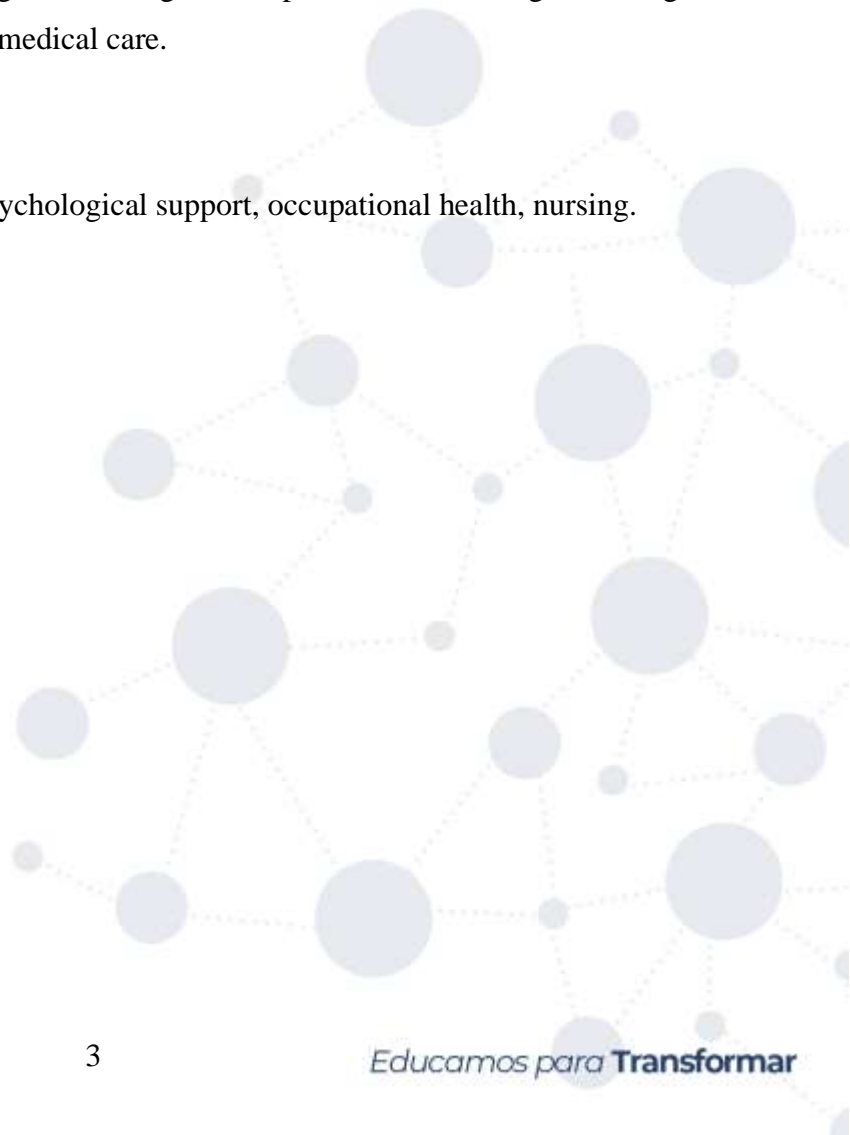 medical care.
ychological support, occupational health, nursing.
3
Educamos para Transformar